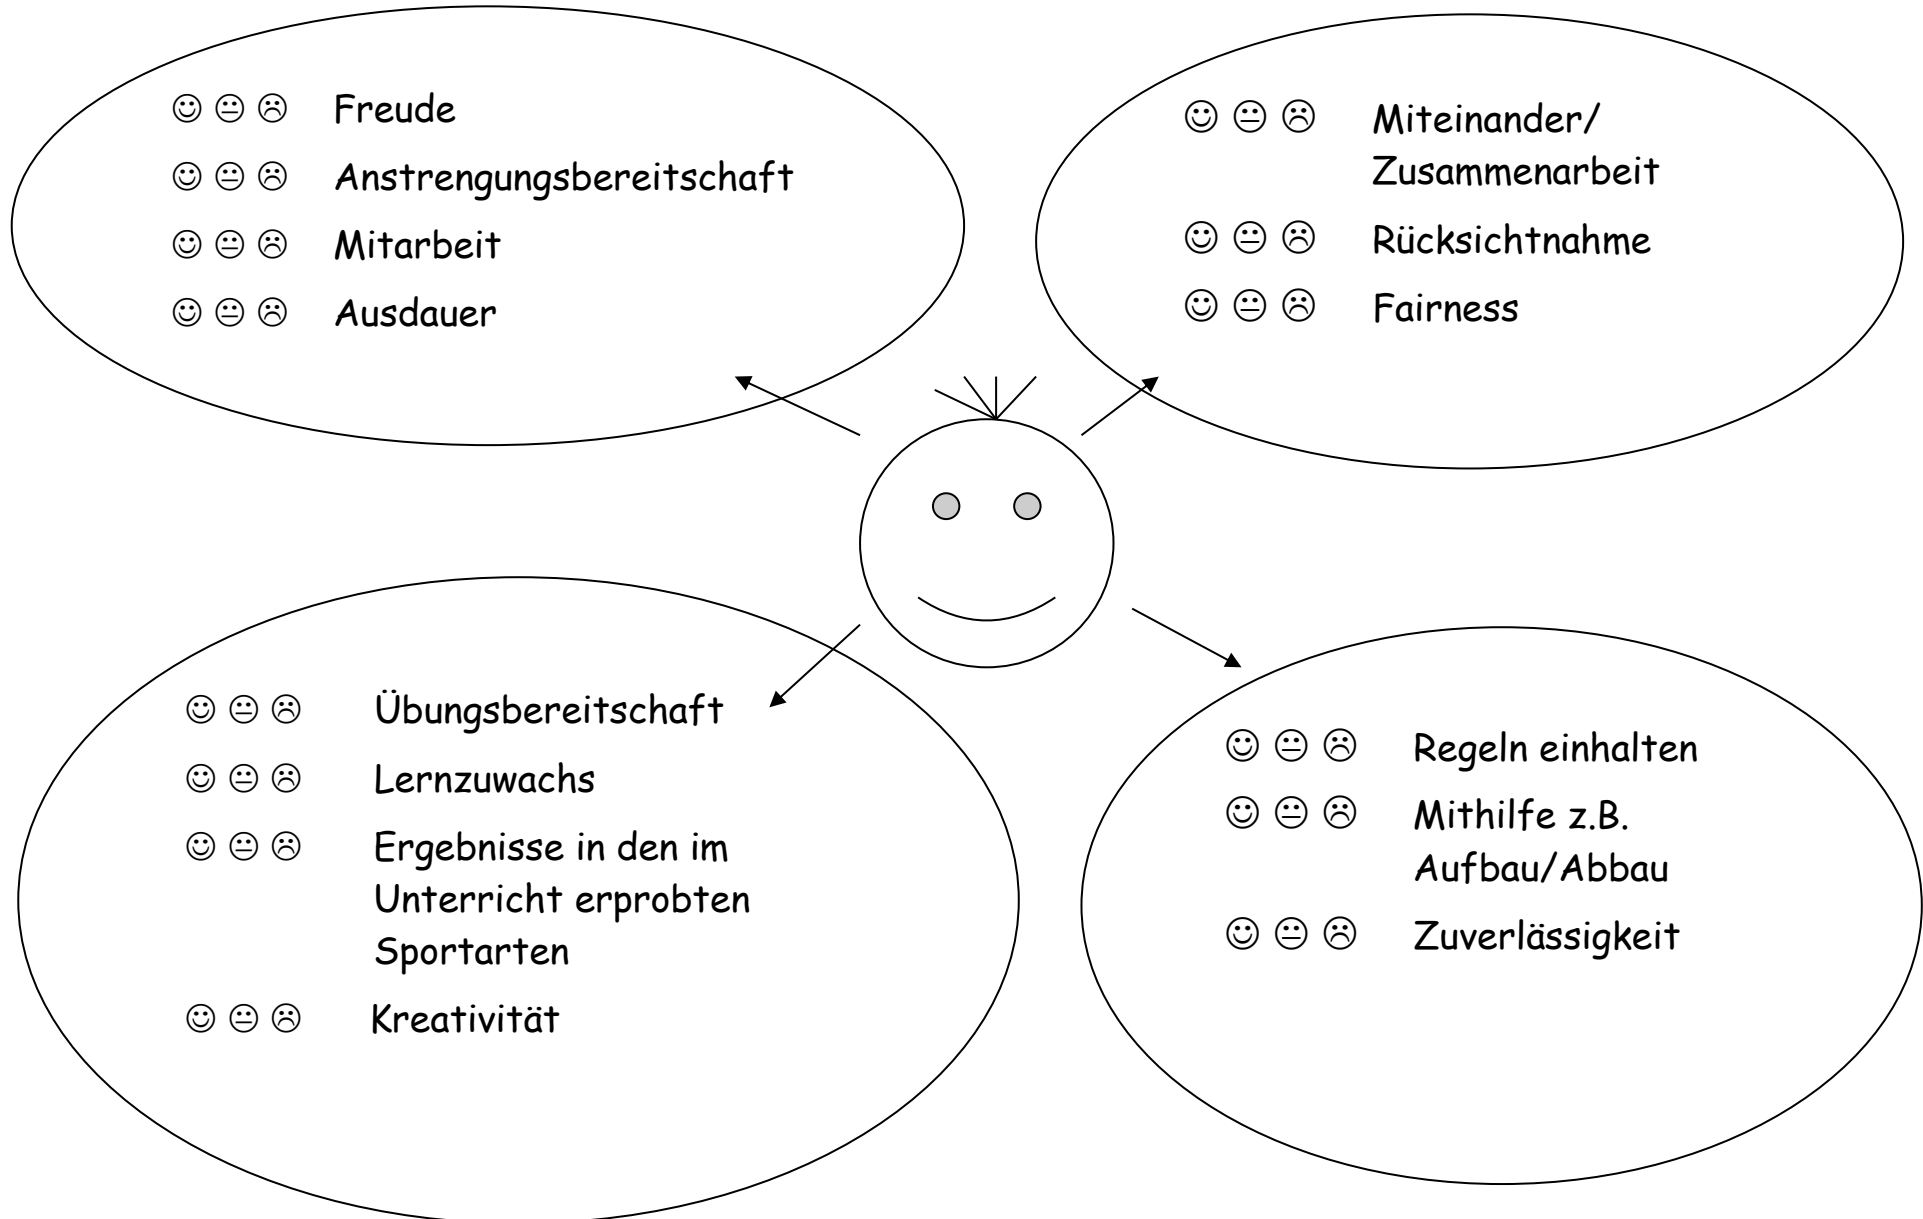 ☺ 😐 ☹ Freude
☺ 😐 ☹ Anstrengungsbereitschaft
☺ 😐 ☹ Mitarbeit
☺ 😐 ☹ Ausdauer
☺ 😐 ☹ Miteinander/
Zusammenarbeit
☺ 😐 ☹ Rücksichtnahme
☺ 😐 ☹ Fairness
☺ 😐 ☹ Übungsbereitschaft
☺ 😐 ☹ Lernzuwachs
☺ 😐 ☹ Ergebnisse in den im
Unterricht erprobten
Sportarten
☺ 😐 ☹ Kreativität
☺ 😐 ☹ Regeln einhalten
☺ 😐 ☹ Mithilfe z.B.
Aufbau/Abbau
☺ 😐 ☹ Zuverlässigkeit